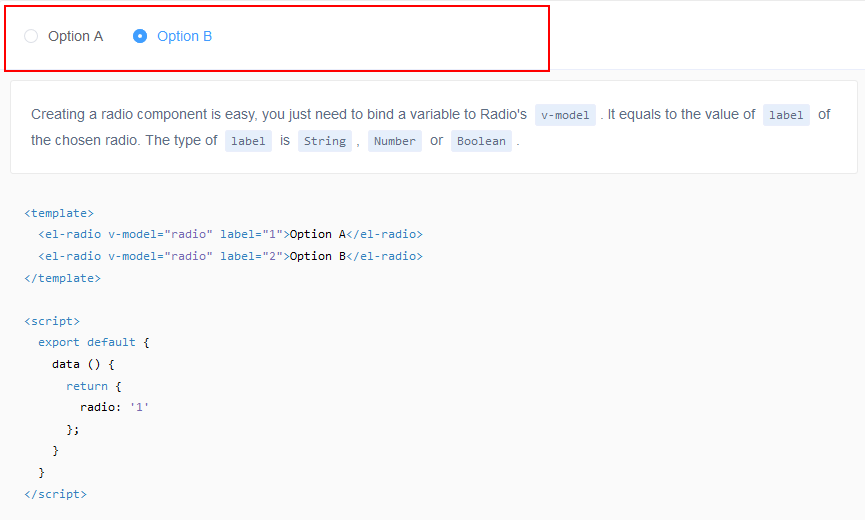 Option A Option B
Creating a radio component is easy, you just need to bind a variable to Radio's v-model . It equals to the value of label of
the chosen radio. The type of label is String , Number or Boolean .
<template>
  <el-radio v-model="radio" label="1">Option A</el-radio>
  <el-radio v-model="radio" label="2">Option B</el-radio>
</template>
<script>
  export default {
    data () {
      return {
        radio: '1'
      };
    }
  }
</script>